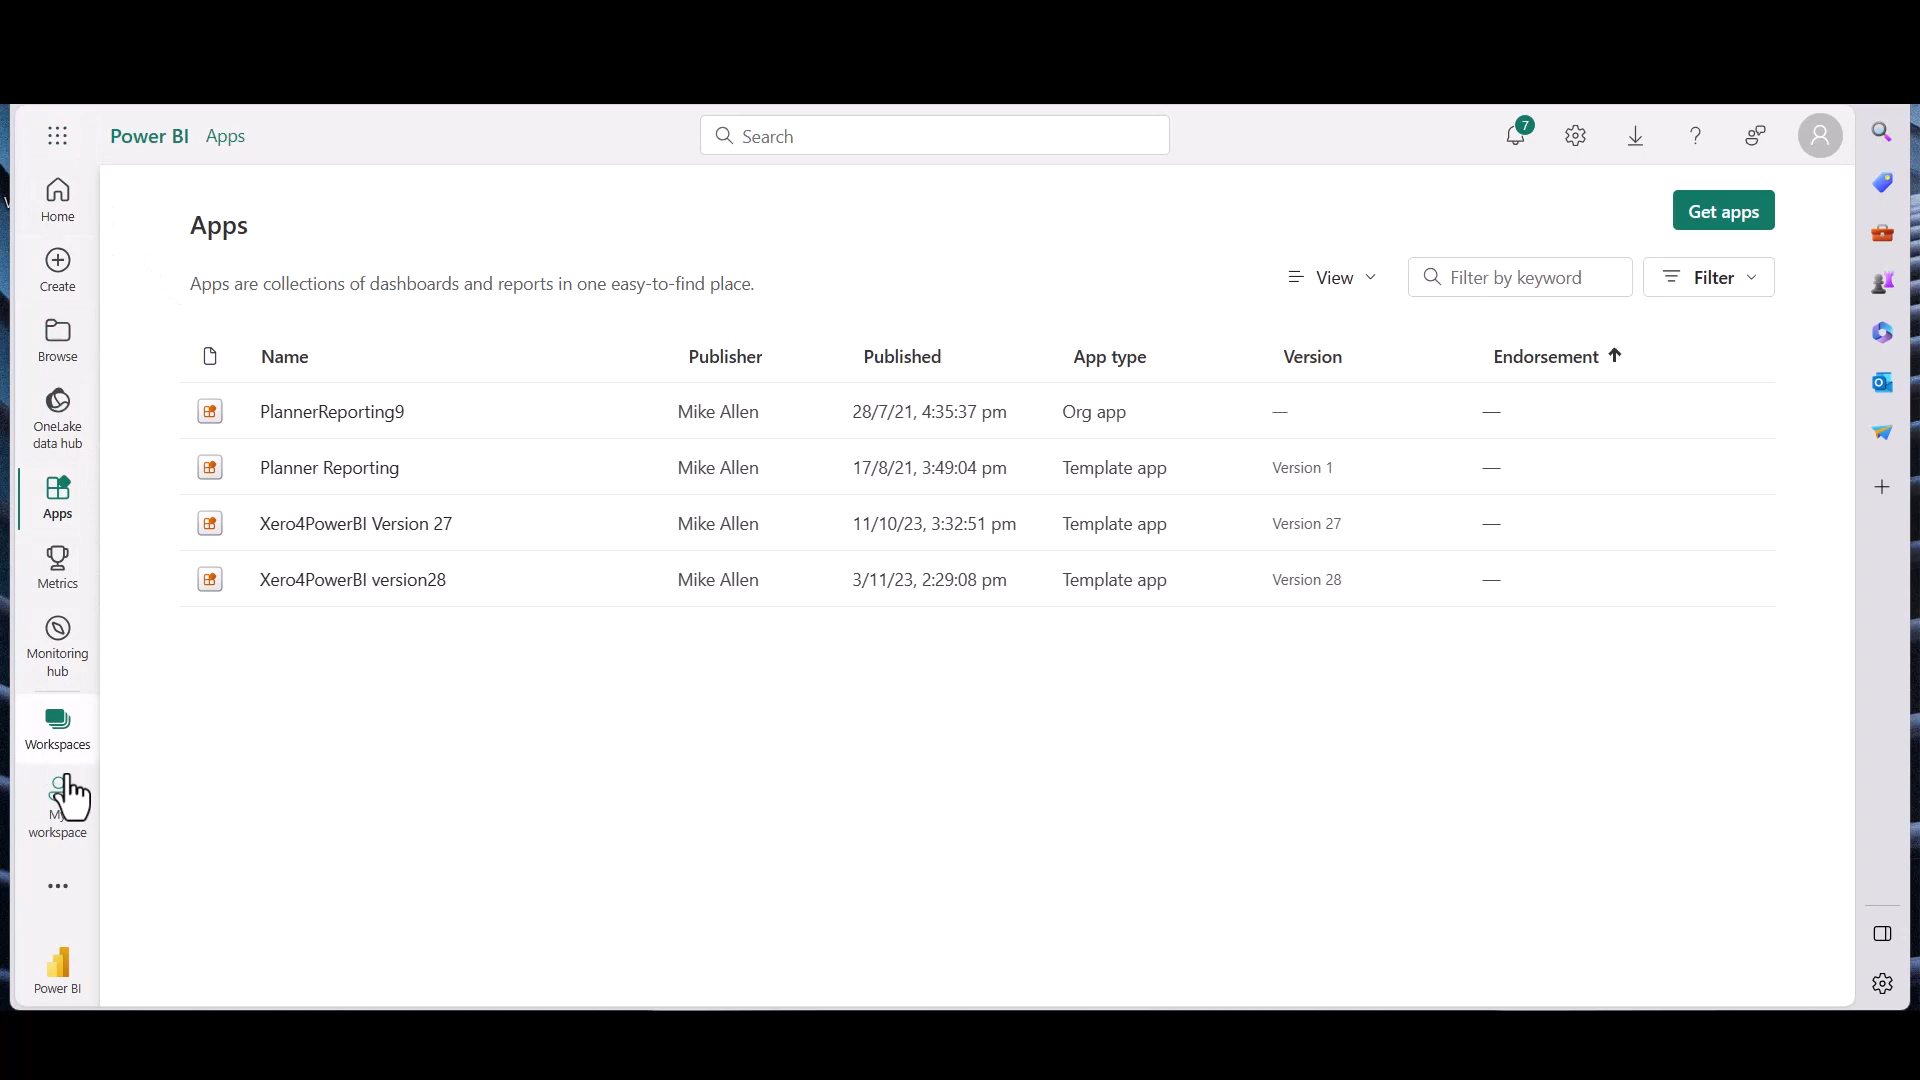 Power BI Apps
Search
7
Home
Create
Browse
OneLake
data hub
Apps
Metrics
Monitoring
hub
Workspaces
My
workspace
Power BI
Apps
Get apps
Apps are collections of dashboards and reports in one easy-to-find place.
View
Filter by keyword
Filter
Name Publisher Published App type Version Endorsement
PlannerReporting9 Mike Allen 28/7/21, 4:35:37 pm Org app — —
Planner Reporting Mike Allen 17/8/21, 3:49:04 pm Template app Version 1 —
Xero4PowerBI Version 27 Mike Allen 11/10/23, 3:32:51 pm Template app Version 27 —
Xero4PowerBI version28 Mike Allen 3/11/23, 2:29:08 pm Template app Version 28 —